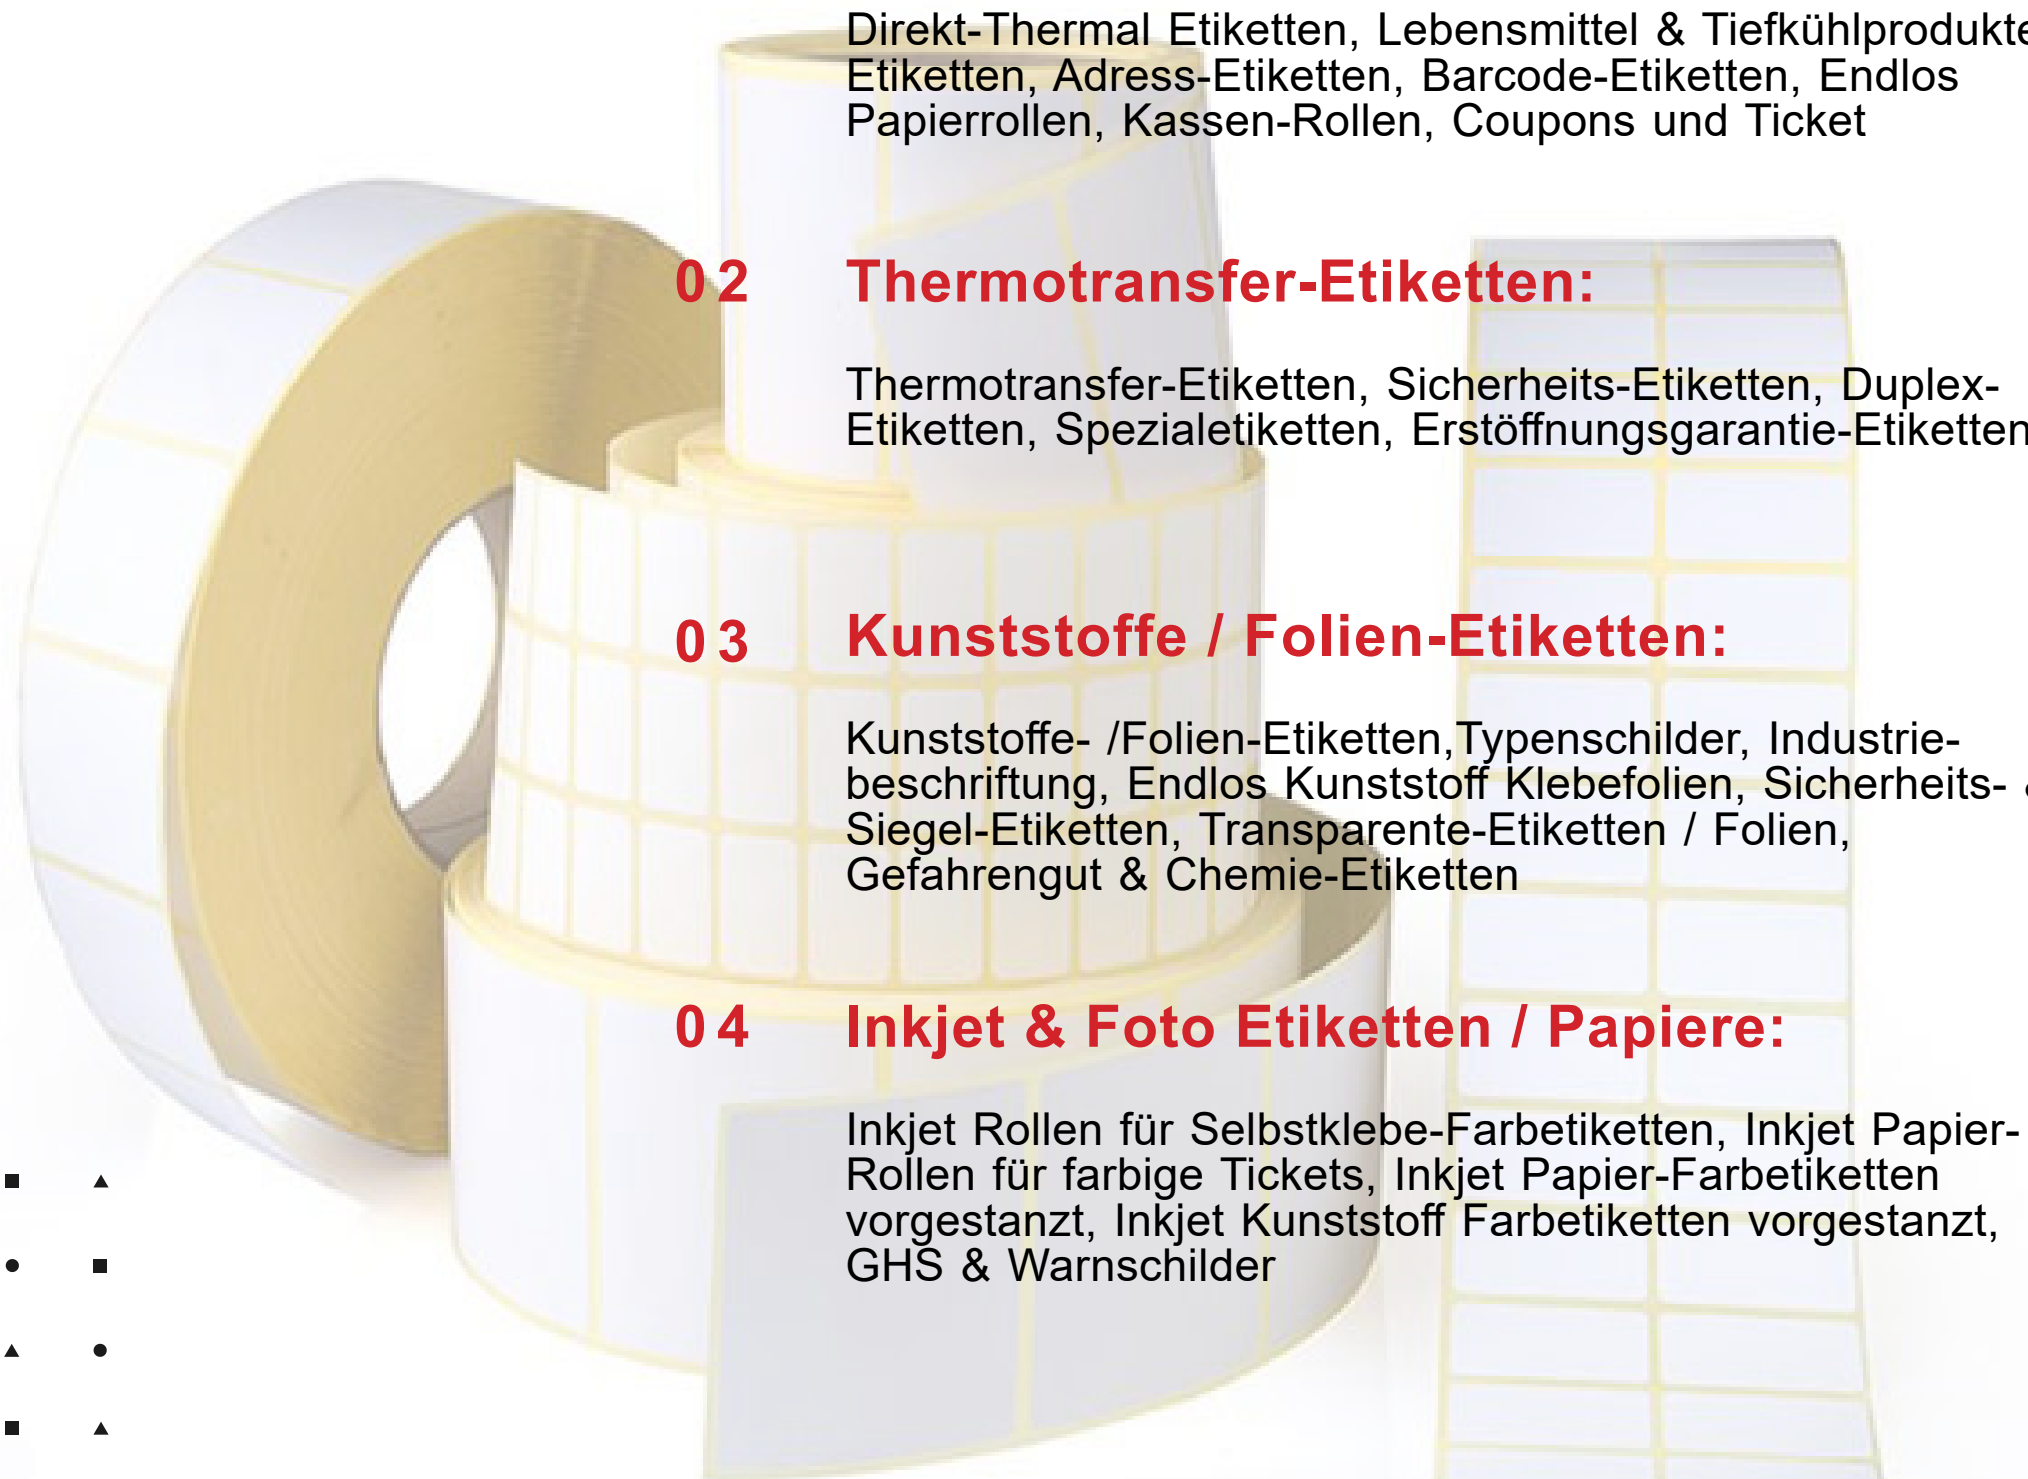 Direkt-Thermal Etiketten, Lebensmittel & Tiefkühlprodukte
Etiketten, Adress-Etiketten, Barcode-Etiketten, Endlos
Papierrollen, Kassen-Rollen, Coupons und Ticket
02 Thermotransfer-Etiketten:
Thermotransfer-Etiketten, Sicherheits-Etiketten, Duplex-
Etiketten, Spezialetiketten, Erstöffnungsgarantie-Etiketten
03 Kunststoffe / Folien-Etiketten:
Kunststoffe- /Folien-Etiketten,Typenschilder, Industrie-
beschriftung, Endlos Kunststoff Klebefolien, Sicherheits- &
Siegel-Etiketten, Transparente-Etiketten / Folien,
Gefahrengut & Chemie-Etiketten
04 Inkjet & Foto Etiketten / Papiere:
Inkjet Rollen für Selbstklebe-Farbetiketten, Inkjet Papier-
Rollen für farbige Tickets, Inkjet Papier-Farbetiketten
vorgestanzt, Inkjet Kunststoff Farbetiketten vorgestanzt,
GHS & Warnschilder